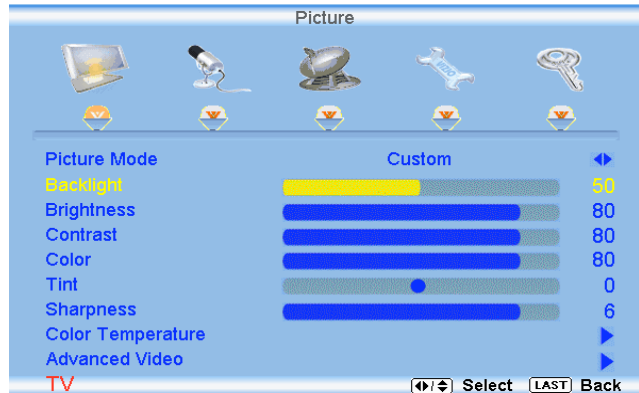 Picture
Picture Mode Custom
Backlight 50
Brightness 80
Contrast 80
Color 80
Tint 0
Sharpness 6
Color Temperature
Advanced Video
TV Select LAST Back